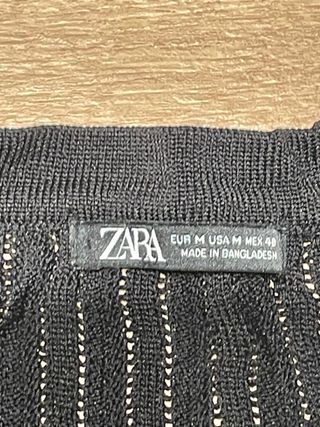 ZARA
EUR M USA M MEX 40
MADE IN BANGLADESH